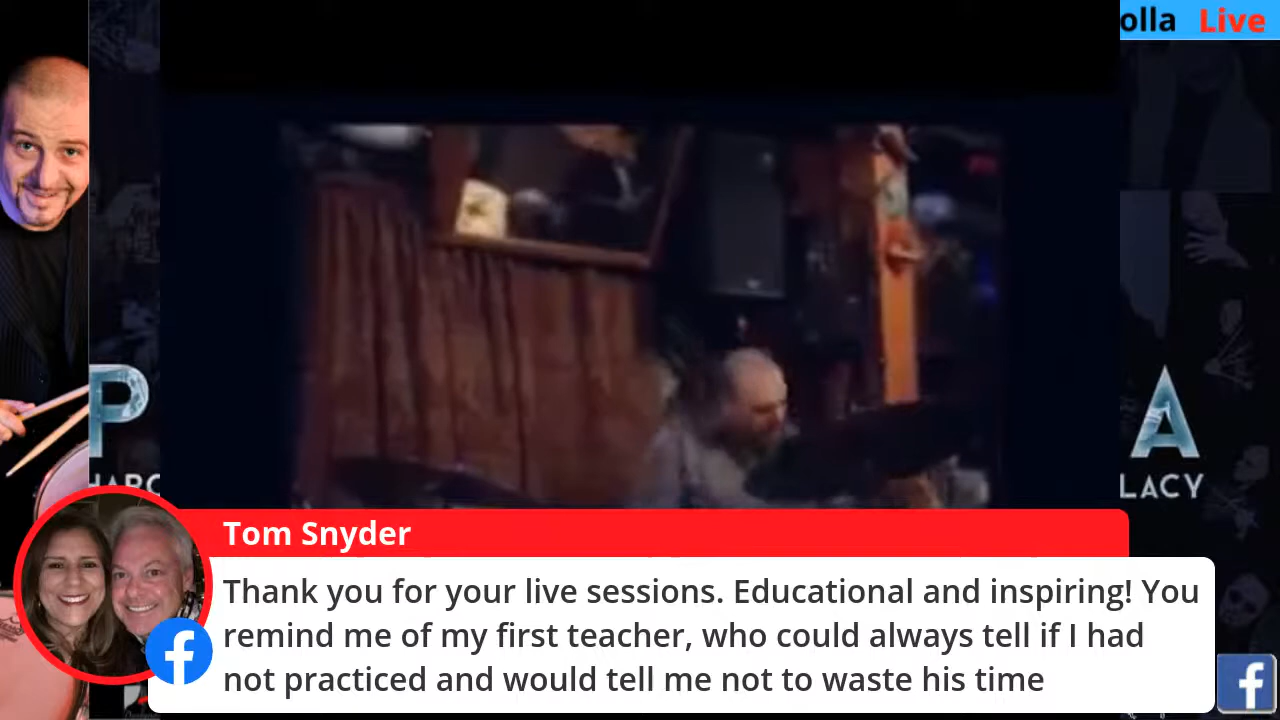 olla Live
P
A
LACY
Tom Snyder
Thank you for your live sessions. Educational and inspiring! You
remind me of my first teacher, who could always tell if I had
not practiced and would tell me not to waste his time